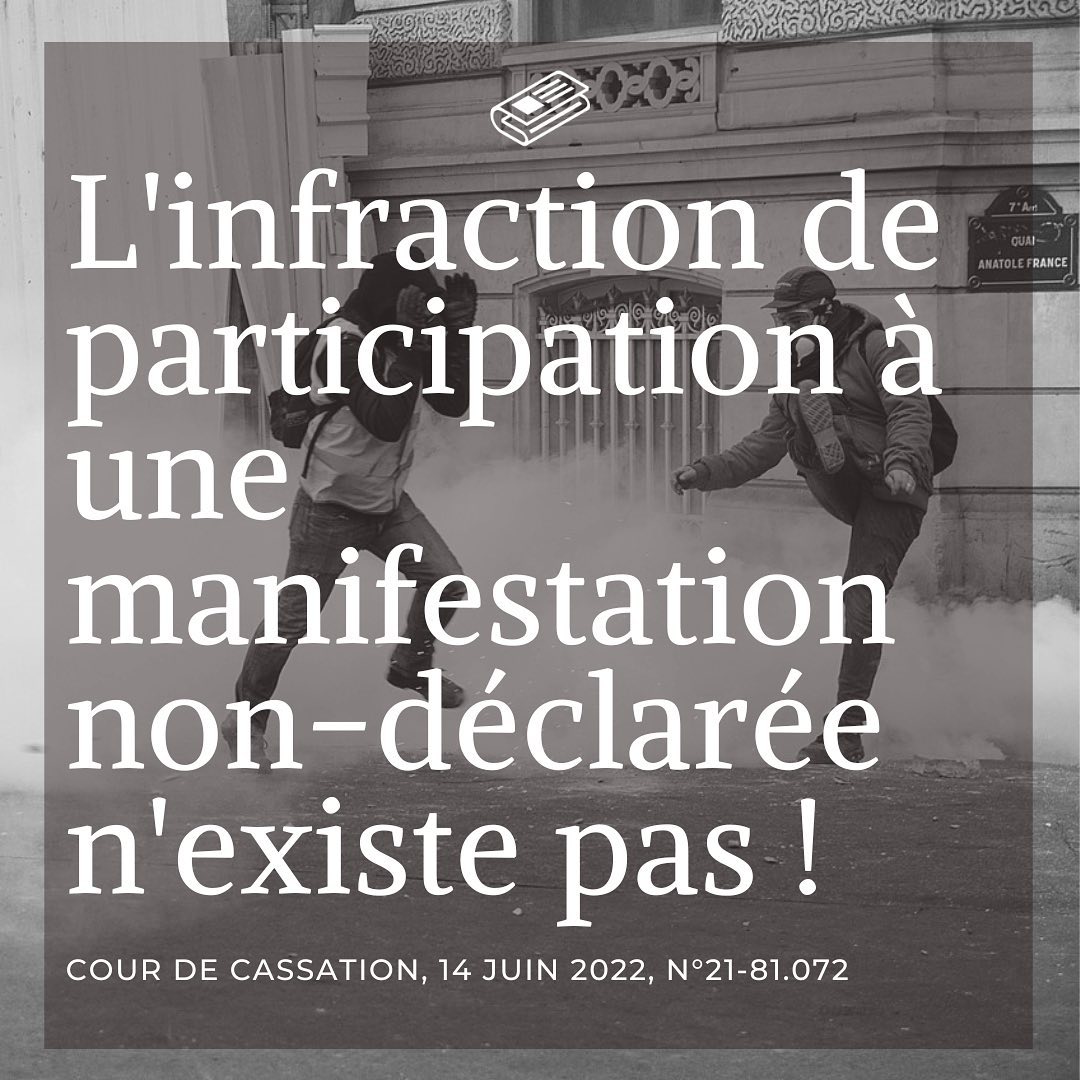 L'infraction de
participation à
une
manifestation
non-déclarée
n'existe pas !
COUR DE CASSATION, 14 JUIN 2022, N°21-81.072
7e Arrt
QUAI
ANATOLE FRANCE